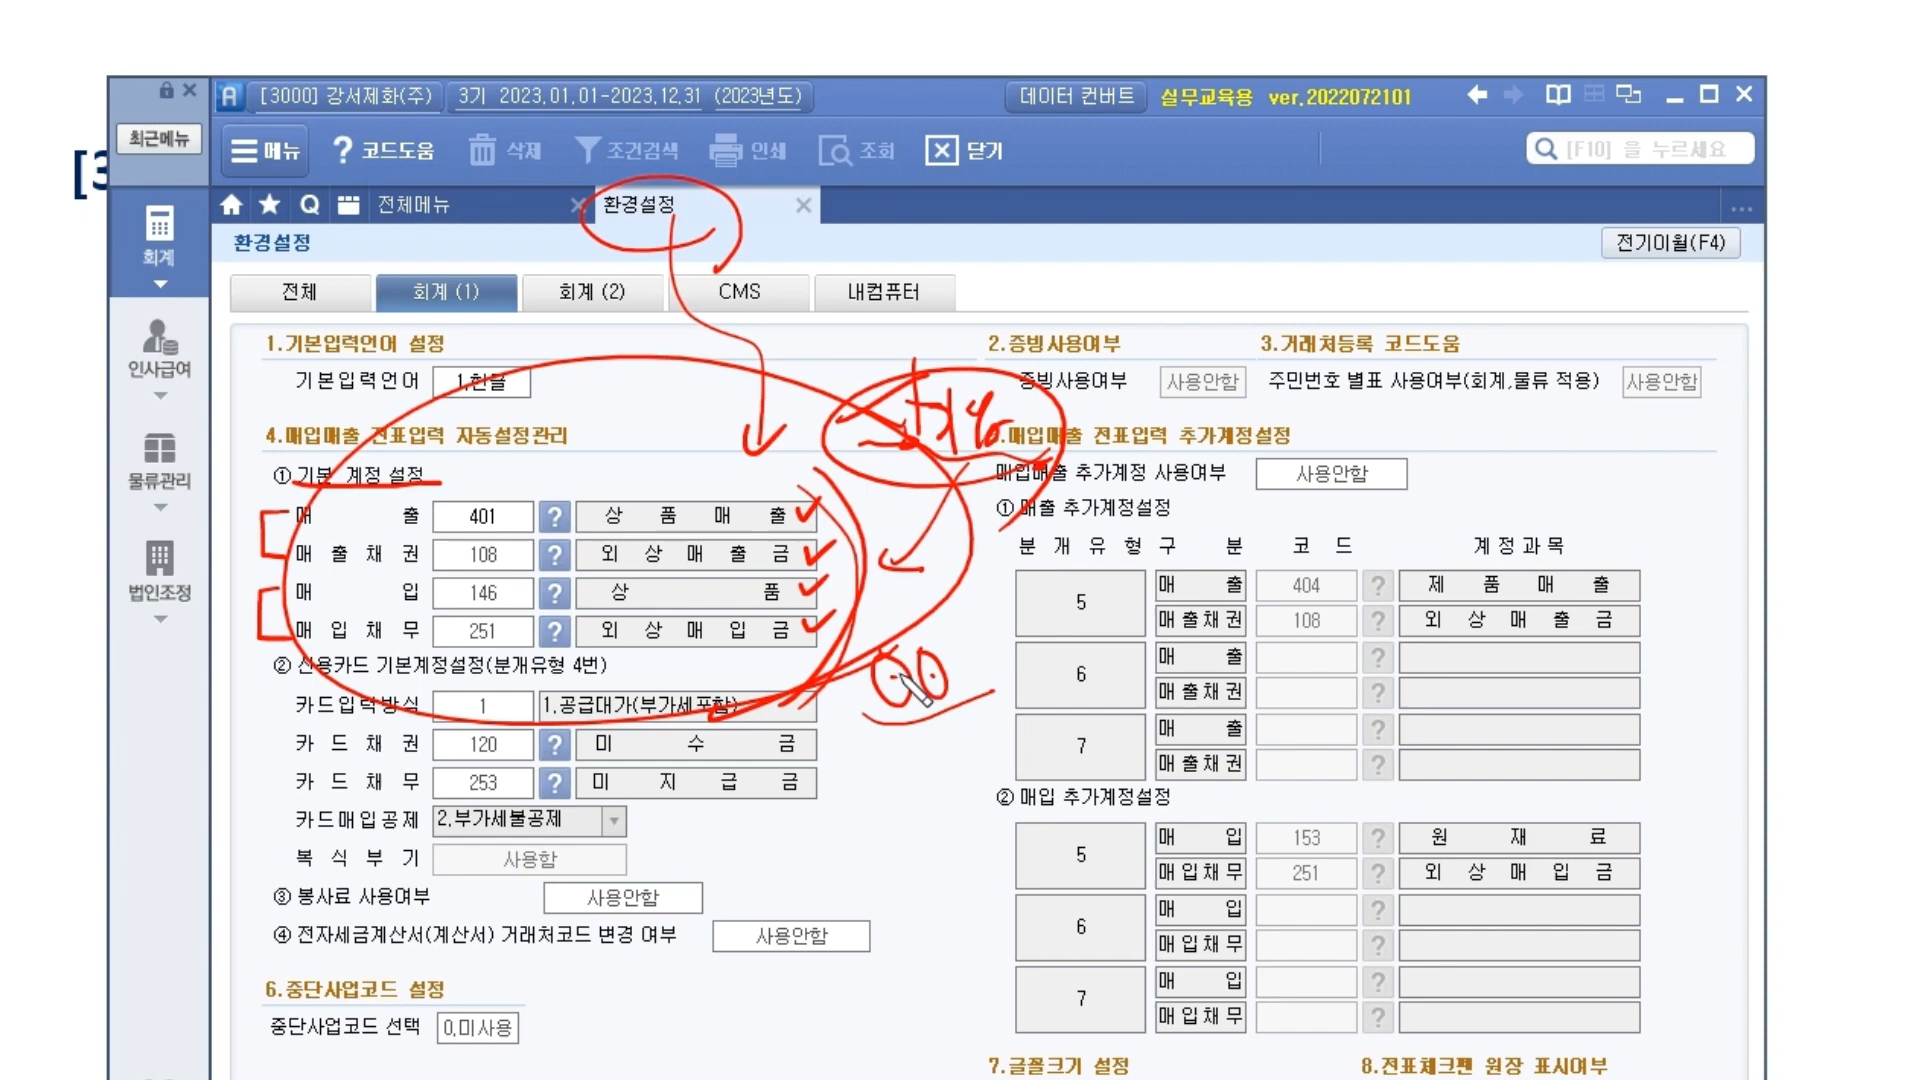 [3
최근메뉴
[3000] 강서제화(주) 3기 2023.01.01-2023.12.31 (2023년도) 데이터 컨버트 실무교육용 ver.2022072101
메뉴 ? 코드도움 삭제 조건검색 인쇄 조회 닫기 [F10] 을 누르세요
전체메뉴 환경설정 ...
환경설정 전기이월(F4)
회계
인사급여
물류관리
법인조정
전체 회계 (1) 회계 (2) CMS 내컴퓨터
1.기본입력언어 설정
기본입력언어 1.한글
2.증빙사용여부
증빙사용여부 사용안함
3.거래처등록 코드도움
주민번호 별표 사용여부(회계,물류 적용) 사용안함
4.매입매출 전표입력 자동설정관리
① 기본 계정 설정
매 출 401 ? 상 품 매 출
매 출 채 권 108 ? 외 상 매 출 금
매 입 146 ? 상 품
매 입 채 무 251 ? 외 상 매 입 금
② 신용카드 기본계정설정(분개유형 4번)
카드입력방식 1 1.공급대가(부가세포함)
카 드 채 권 120 ? 미 수 금
카 드 채 무 253 ? 미 지 급 금
카드매입공제 2.부가세불공제
복 식 부 기 사용함
③ 봉사료 사용여부 사용안함
④ 전자세금계산서(계산서) 거래처코드 변경 여부 사용안함
6.중단사업코드 설정
중단사업코드 선택 0.미사용
.매입매출 전표입력 추가계정설정
매입매출 추가계정 사용여부 사용안함
① 매출 추가계정설정
분 개 유 형 구 분 코 드 계정과목
5 매 출 404 ? 제 품 매 출
매출채권 108 ? 외 상 매 출 금
6 매 출 ?
매출채권 ?
7 매 출 ?
매출채권 ?
② 매입 추가계정설정
5 매 입 153 ? 원 재 료
매입채무 251 ? 외 상 매 입 금
6 매 입 ?
매입채무 ?
7 매 입 ?
매입채무 ?
7.글꼴크기 설정 8.전표체크펜 원장 표시여부